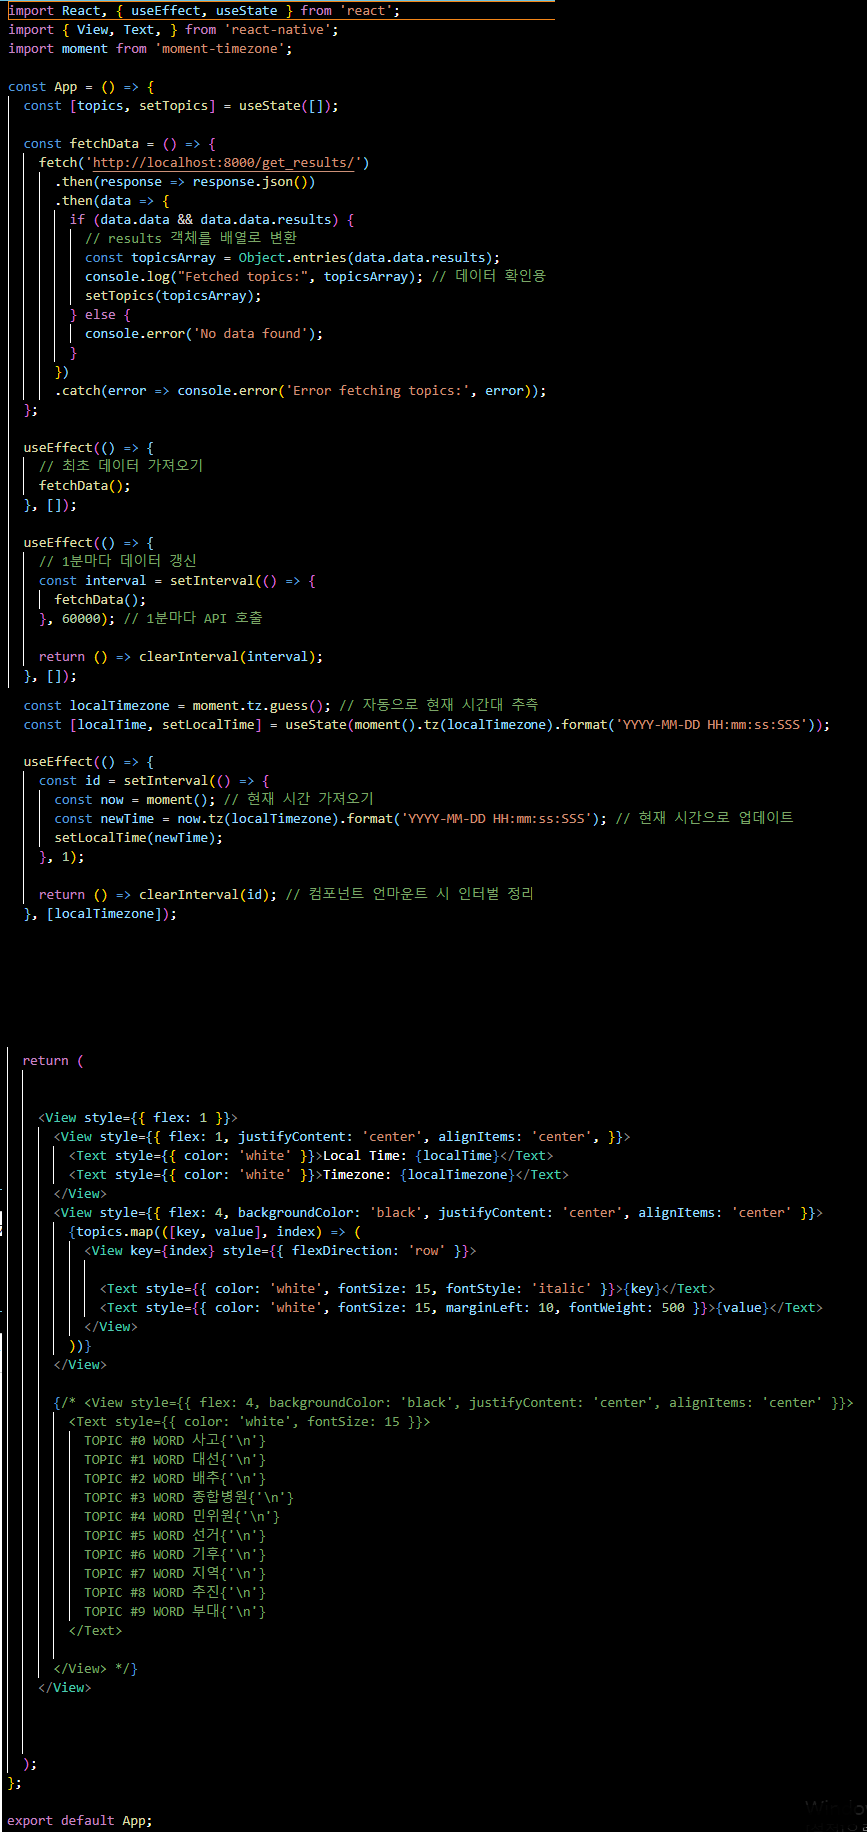 import React, { useEffect, useState } from 'react';
import { View, Text, } from 'react-native';
import moment from 'moment-timezone';
const App = () => {
const [topics, setTopics] = useState([]);
const fetchData = () => {
fetch('http://localhost:8000/get_results/')
.then(response => response.json())
.then(data => {
if (data.data && data.data.results) {
// results 객체를 배열로 변환
const topicsArray = Object.entries(data.data.results);
console.log("Fetched topics:", topicsArray); // 데이터 확인용
setTopics(topicsArray);
} else {
console.error('No data found');
}
})
.catch(error => console.error('Error fetching topics:', error));
};
useEffect(() => {
// 최초 데이터 가져오기
fetchData();
}, []);
useEffect(() => {
// 1분마다 데이터 갱신
const interval = setInterval(() => {
fetchData();
}, 60000); // 1분마다 API 호출
return () => clearInterval(interval);
}, []);
const localTimezone = moment.tz.guess(); // 자동으로 현재 시간대 추측
const [localTime, setLocalTime] = useState(moment().tz(localTimezone).format('YYYY-MM-DD HH:mm:ss:SSS'));
useEffect(() => {
const id = setInterval(() => {
const now = moment(); // 현재 시간 가져오기
const newTime = now.tz(localTimezone).format('YYYY-MM-DD HH:mm:ss:SSS'); // 현재 시간으로 업데이트
setLocalTime(newTime);
}, 1);
return () => clearInterval(id); // 컴포넌트 언마운트 시 인터벌 정리
}, [localTimezone]);
return (
<View style={{ flex: 1 }}>
<View style={{ flex: 1, justifyContent: 'center', alignItems: 'center', }}>
<Text style={{ color: 'white' }}>Local Time: {localTime}</Text>
<Text style={{ color: 'white' }}>Timezone: {localTimezone}</Text>
</View>
<View style={{ flex: 4, backgroundColor: 'black', justifyContent: 'center', alignItems: 'center' }}>
{topics.map(([key, value], index) => (
<View key={index} style={{ flexDirection: 'row' }}>
<Text style={{ color: 'white', fontSize: 15, fontStyle: 'italic' }}>{key}</Text>
<Text style={{ color: 'white', fontSize: 15, marginLeft: 10, fontWeight: 500 }}>{value}</Text>
</View>
))}
</View>
{/* <View style={{ flex: 4, backgroundColor: 'black', justifyContent: 'center', alignItems: 'center' }}>
<Text style={{ color: 'white', fontSize: 15 }}>
TOPIC #0 WORD 사고{'\n'}
TOPIC #1 WORD 대선{'\n'}
TOPIC #2 WORD 배추{'\n'}
TOPIC #3 WORD 종합병원{'\n'}
TOPIC #4 WORD 민위원{'\n'}
TOPIC #5 WORD 선거{'\n'}
TOPIC #6 WORD 기후{'\n'}
TOPIC #7 WORD 지역{'\n'}
TOPIC #8 WORD 추진{'\n'}
TOPIC #9 WORD 부대{'\n'}
</Text>
</View> */}
</View>
);
};
export default App;